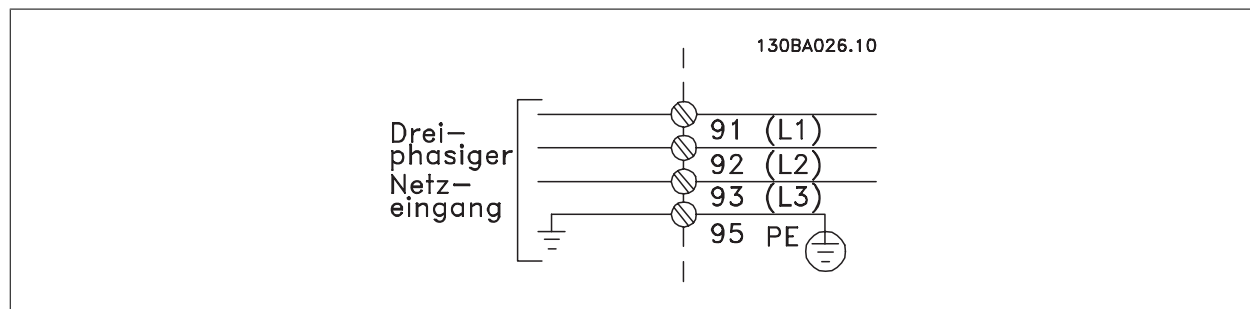 130BA026.10
Drei-
phasiger
Netz-
eingang
91 (L1)
92 (L2)
93 (L3)
95 PE